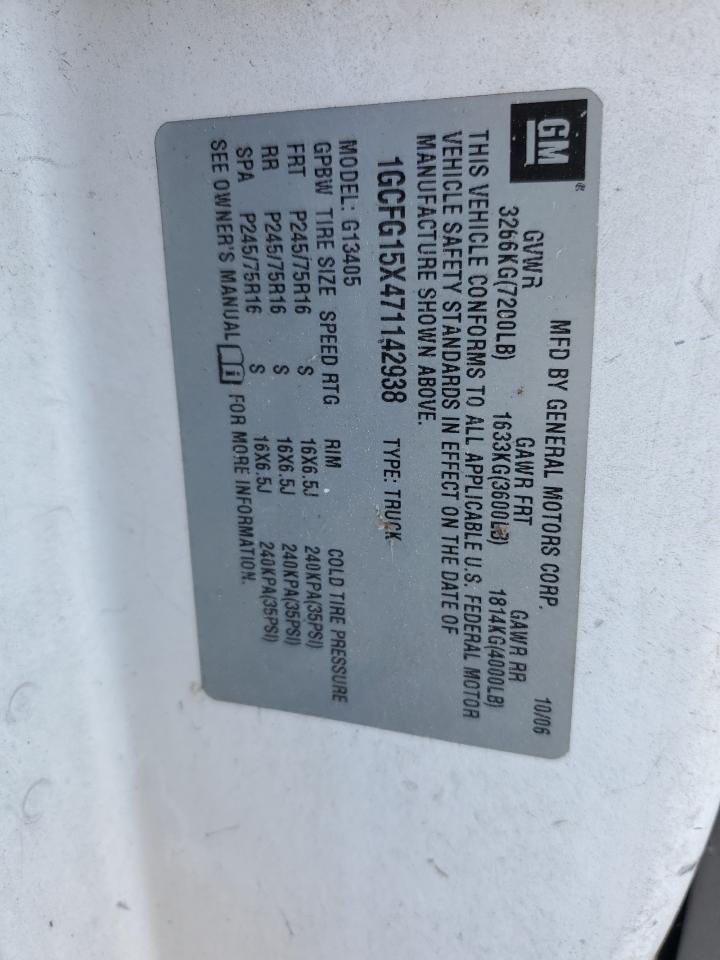 GM®
MFD BY GENERAL MOTORS CORP. 10/06
GVWR GAWR FRT GAWR RR
3266KG(7200LB) 1633KG(3600LB) 1814KG(4000LB)
THIS VEHICLE CONFORMS TO ALL APPLICABLE U.S. FEDERAL MOTOR
VEHICLE SAFETY STANDARDS IN EFFECT ON THE DATE OF
MANUFACTURE SHOWN ABOVE.
1GCFG15X471142938 TYPE: TRUCK
MODEL: G13405
GPBW TIRE SIZE SPEED RTG RIM COLD TIRE PRESSURE
FRT P245/75R16 S 16X6.5J 240KPA(35PSI)
RR P245/75R16 S 16X6.5J 240KPA(35PSI)
SPA P245/75R16 S 16X6.5J 240KPA(35PSI)
SEE OWNER'S MANUAL i FOR MORE INFORMATION.